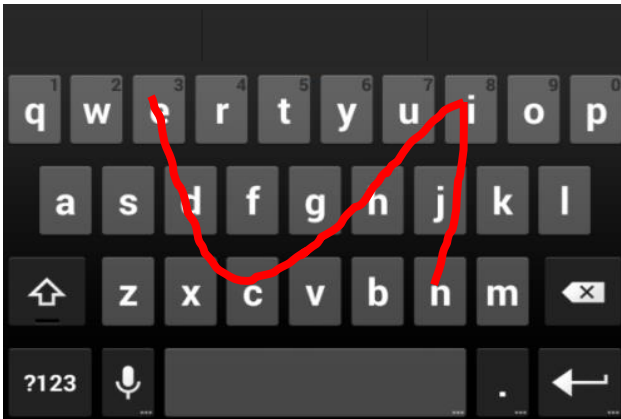 1 2 3 4 5 6 7 8 9 0
q w e r t y u i o p
a s d f g h j k l
z x c v b n m
?123 .